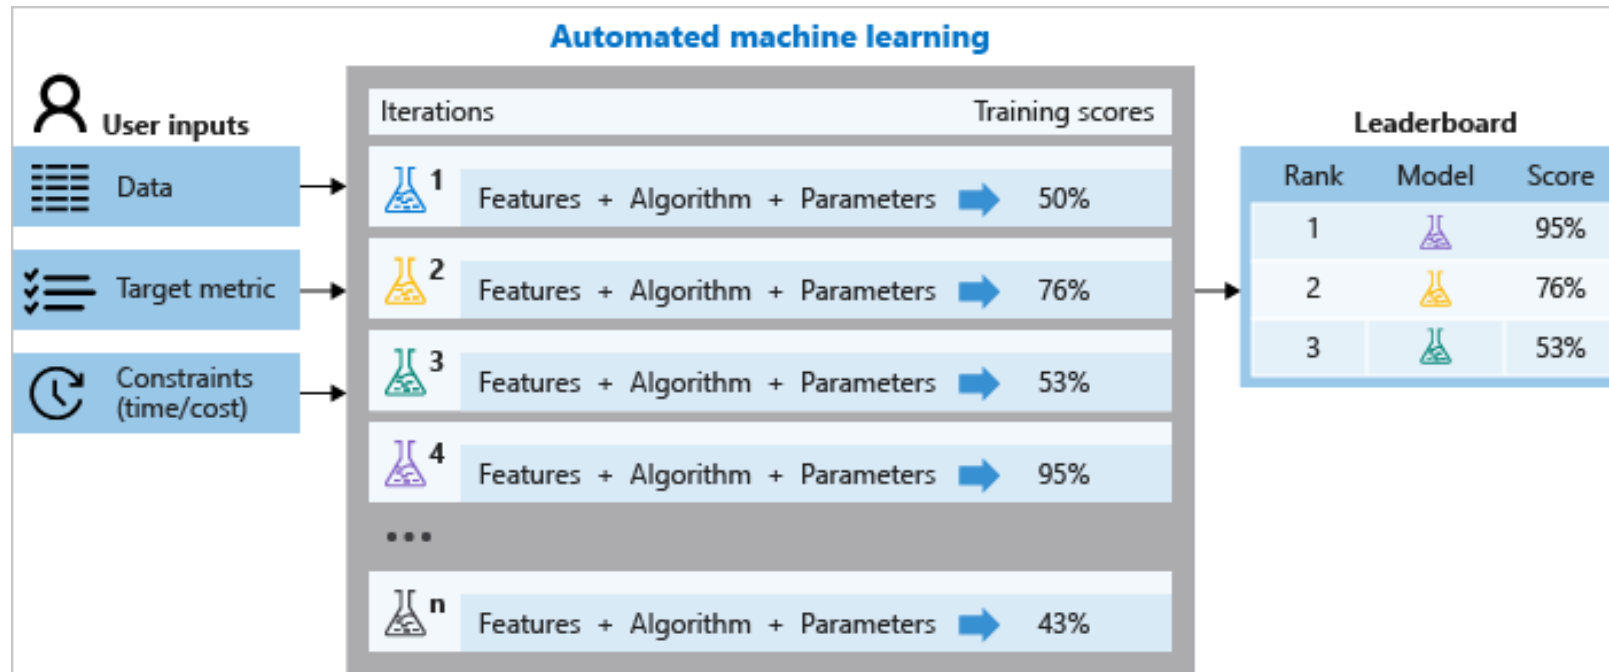 Automated machine learning
User inputs
Data
Target metric
Constraints
(time/cost)
Iterations Training scores
1 Features + Algorithm + Parameters 50%
2 Features + Algorithm + Parameters 76%
3 Features + Algorithm + Parameters 53%
4 Features + Algorithm + Parameters 95%
•••
n Features + Algorithm + Parameters 43%
Leaderboard
Rank Model Score
1 95%
2 76%
3 53%